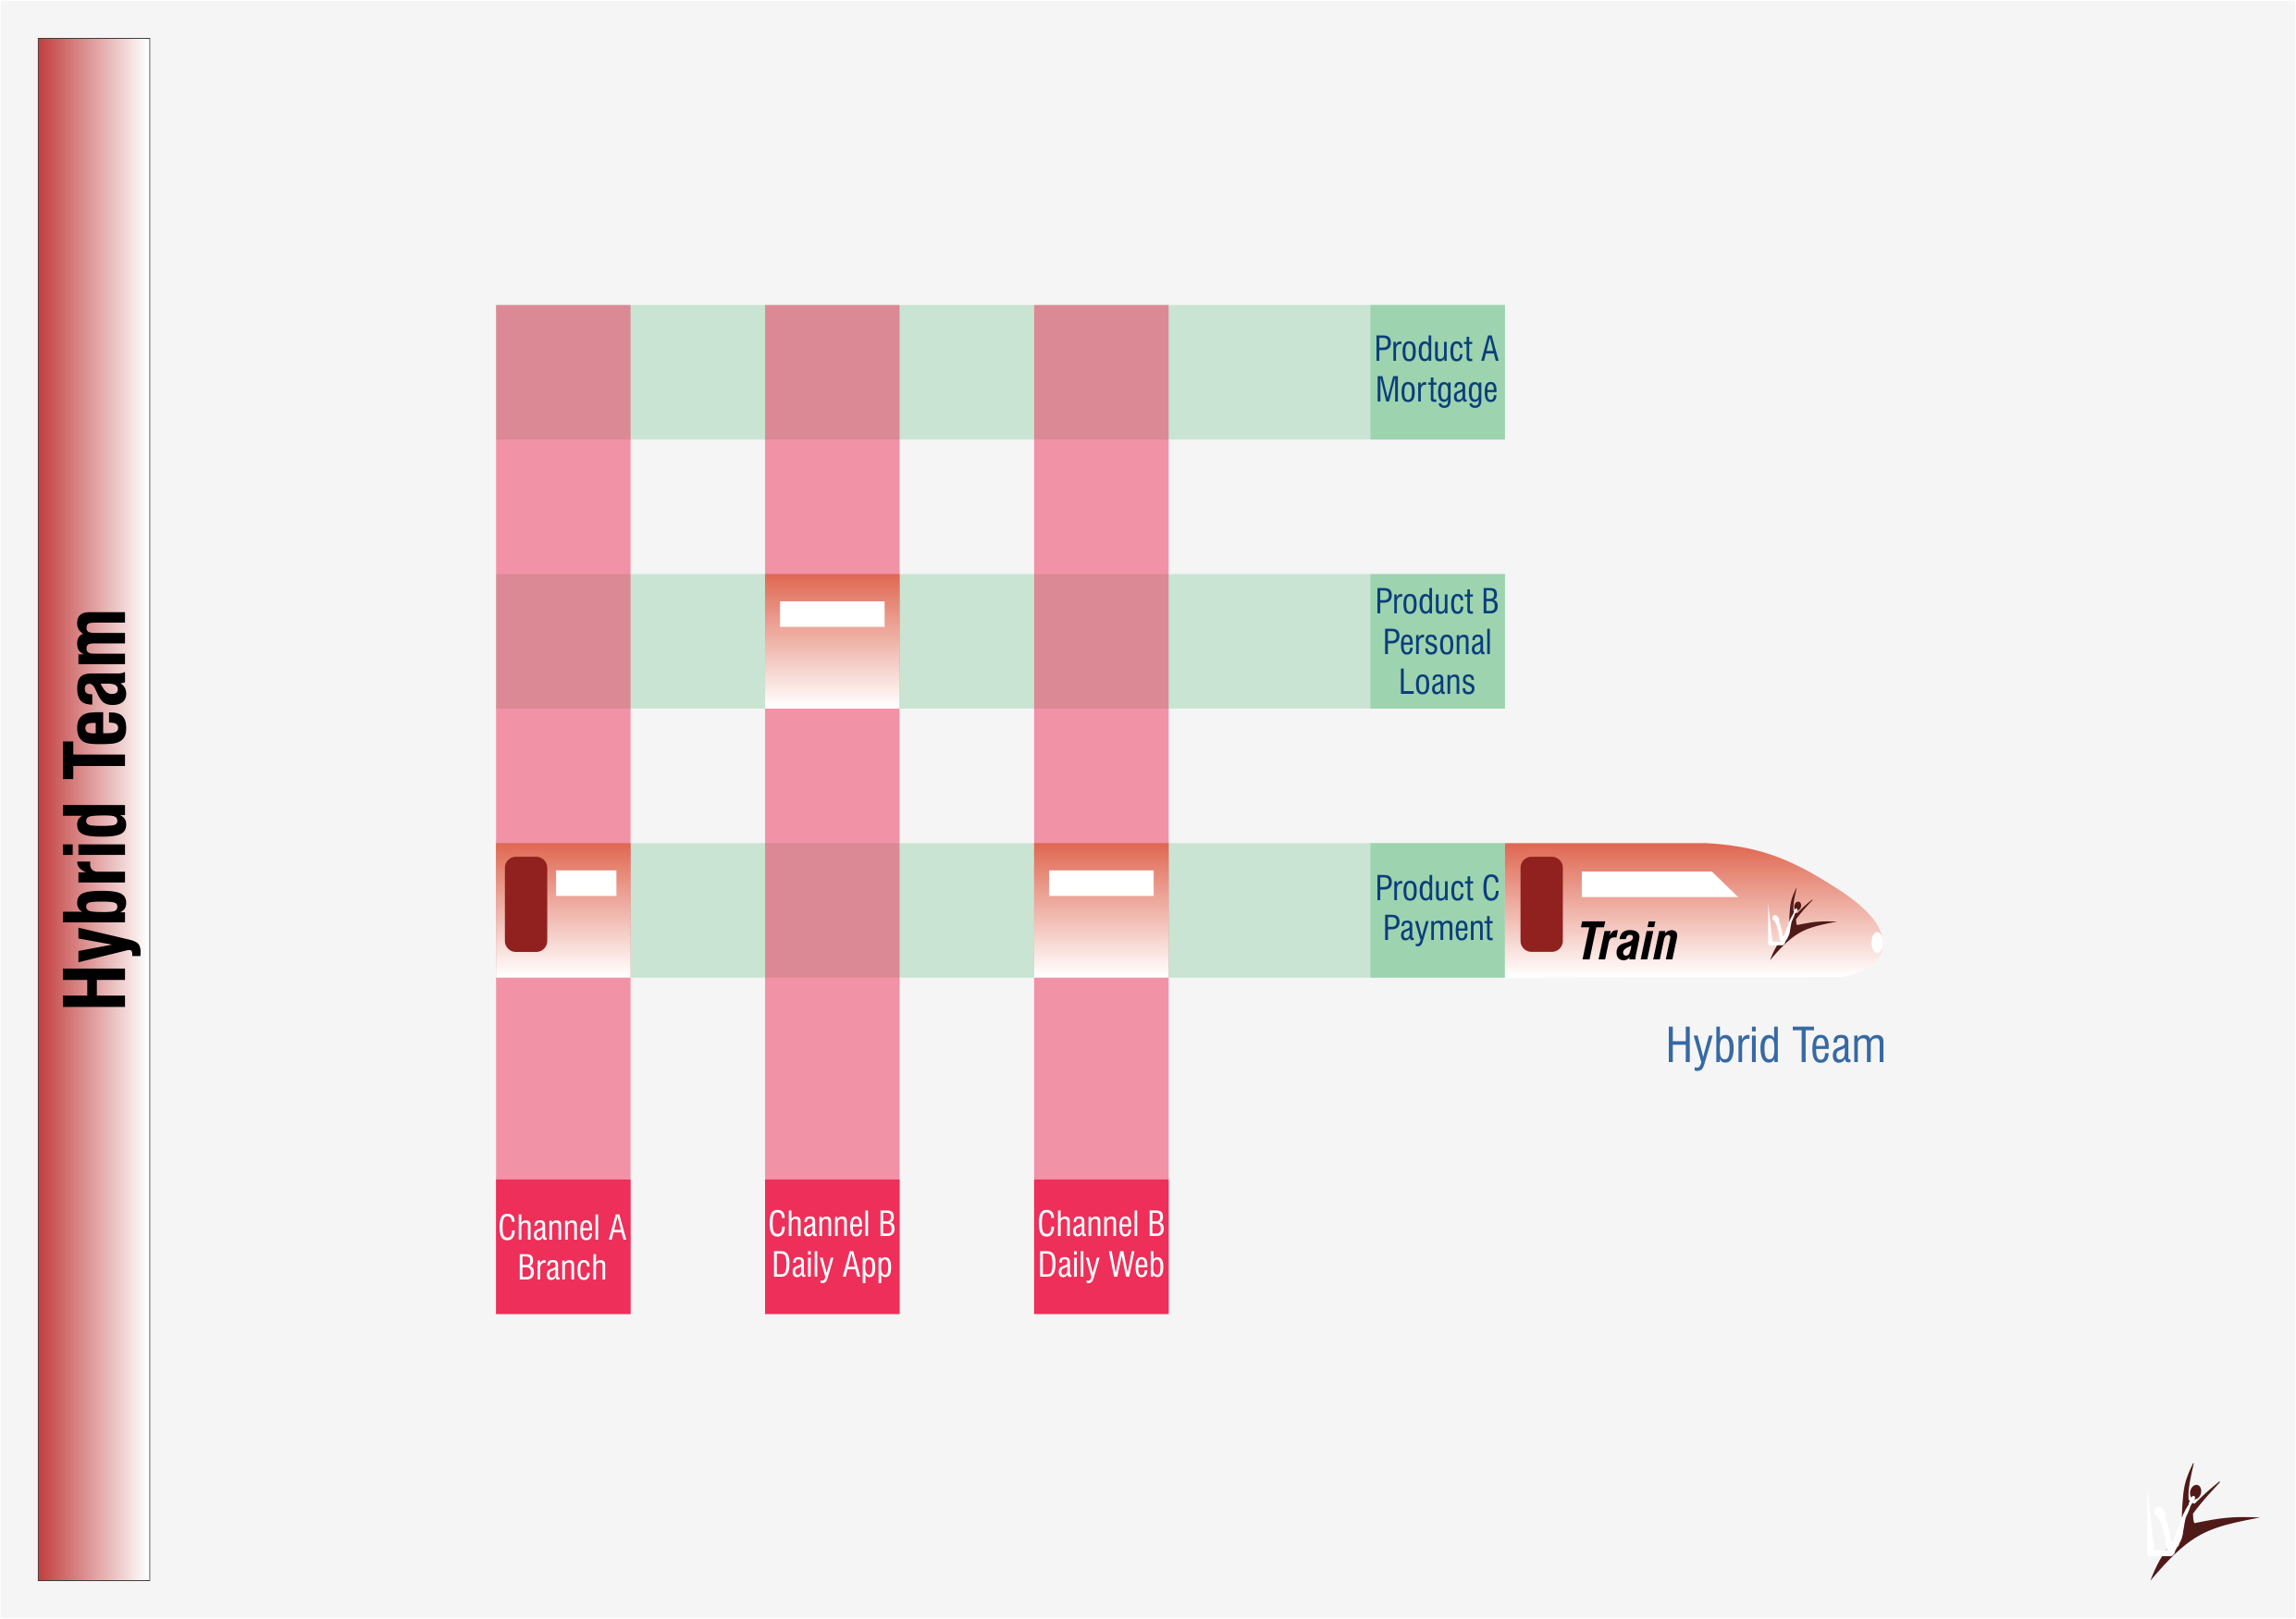 Hybrid Team
Product A
Mortgage
Product B
Personal
Loans
Product C
Payment
Train
Hybrid Team
Channel A
Branch
Channel B
Daily App
Channel B
Daily Web